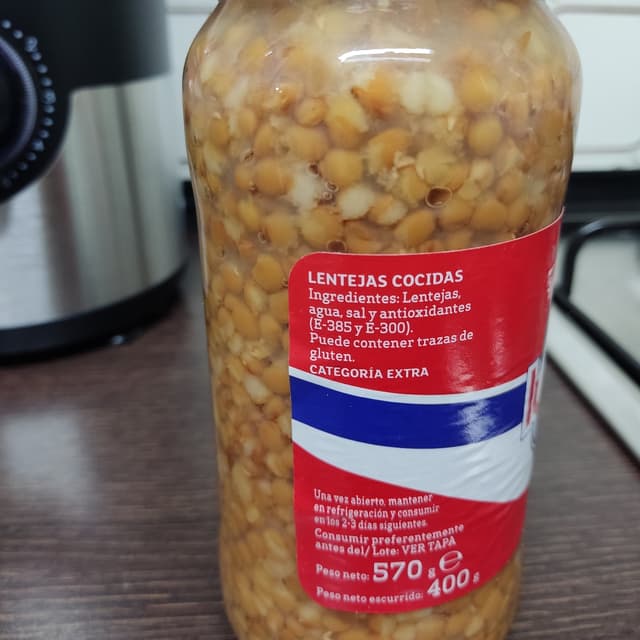 LENTEJAS COCIDAS
Ingredientes: Lentejas,
agua, sal y antioxidantes
(E-385 y E-300).
Puede contener trazas de
gluten.
CATEGORÍA EXTRA
Una vez abierto, mantener
en refrigeración y consumir
en los 2-3 días siguientes.
Consumir preferentemente
antes del/ Lote: VER TAPA
Peso neto: 570 g ℮
Peso neto escurrido: 400 g